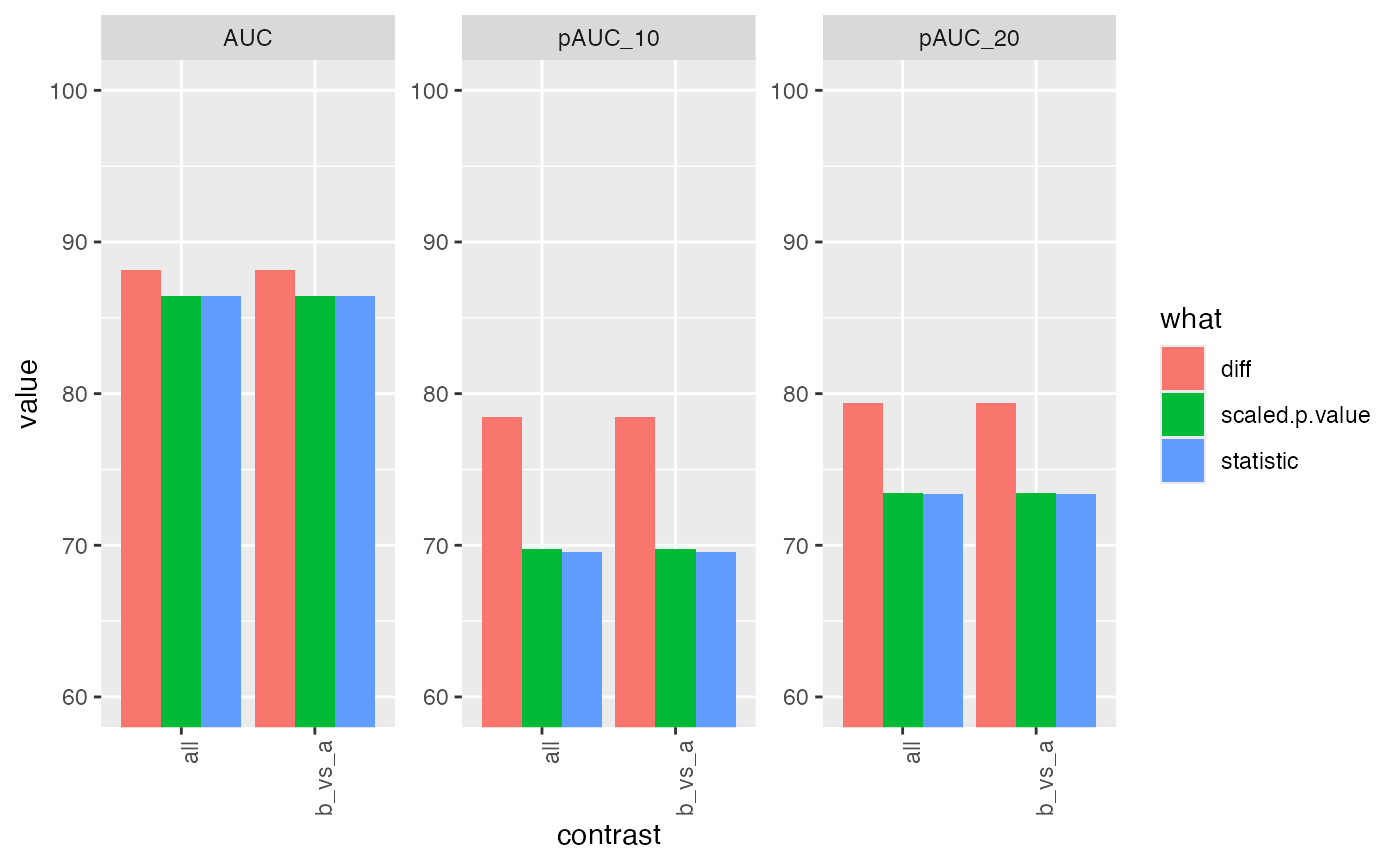 AUC
pAUC_10
pAUC_20
value
100
90
80
70
60
100
90
80
70
60
100
90
80
70
60
all
b_vs_a
all
b_vs_a
all
b_vs_a
contrast
what
diff
scaled.p.value
statistic